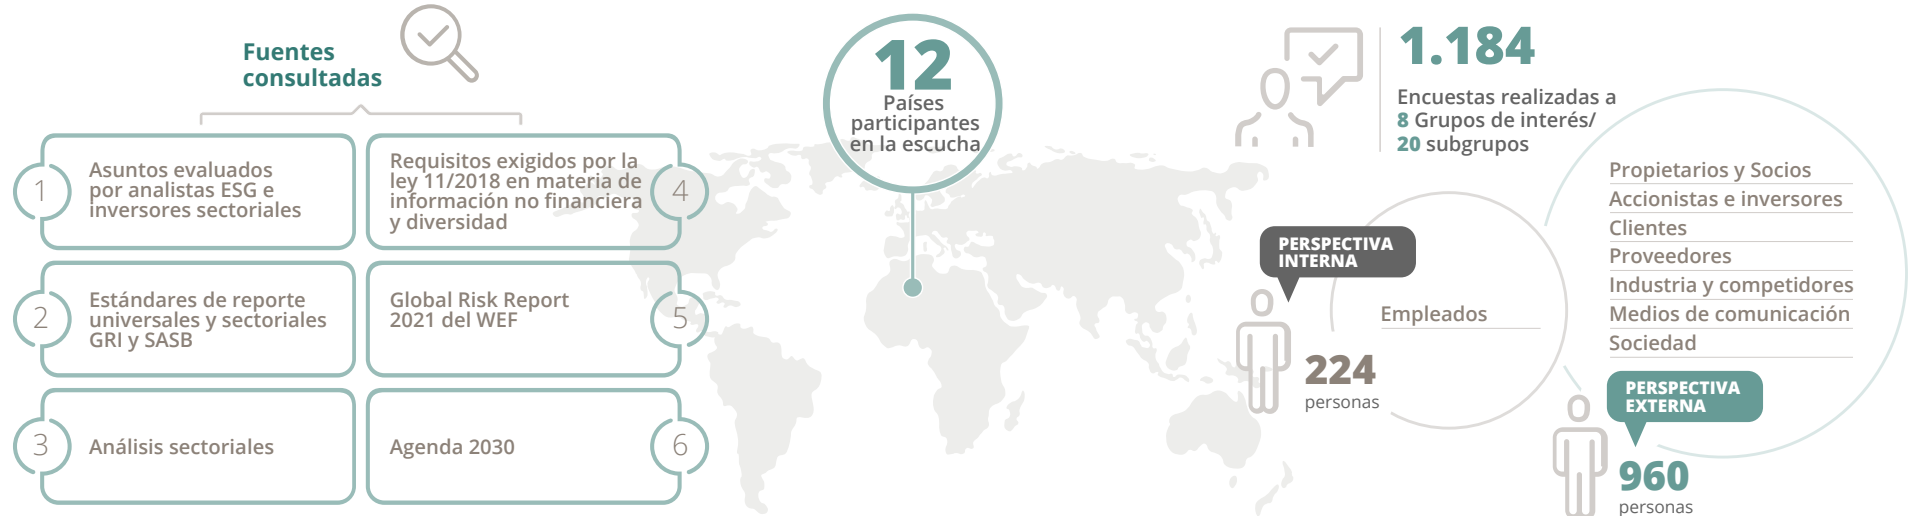 Fuentes
consultadas
1
Asuntos evaluados
por analistas ESG e
inversores sectoriales
2
Estándares de reporte
universales y sectoriales
GRI y SASB
3
Análisis sectoriales
Requisitos exigidos por la
ley 11/2018 en materia de
información no financiera
y diversidad
4
Global Risk Report
2021 del WEF
5
Agenda 2030
6
12
Países
participantes
en la escucha
1.184
Encuestas realizadas a
8 Grupos de interés/
20 subgrupos
PERSPECTIVA
INTERNA
Empleados
224
personas
Propietarios y Socios
Accionistas e inversores
Clientes
Proveedores
Industria y competidores
Medios de comunicación
Sociedad
PERSPECTIVA
EXTERNA
960
personas